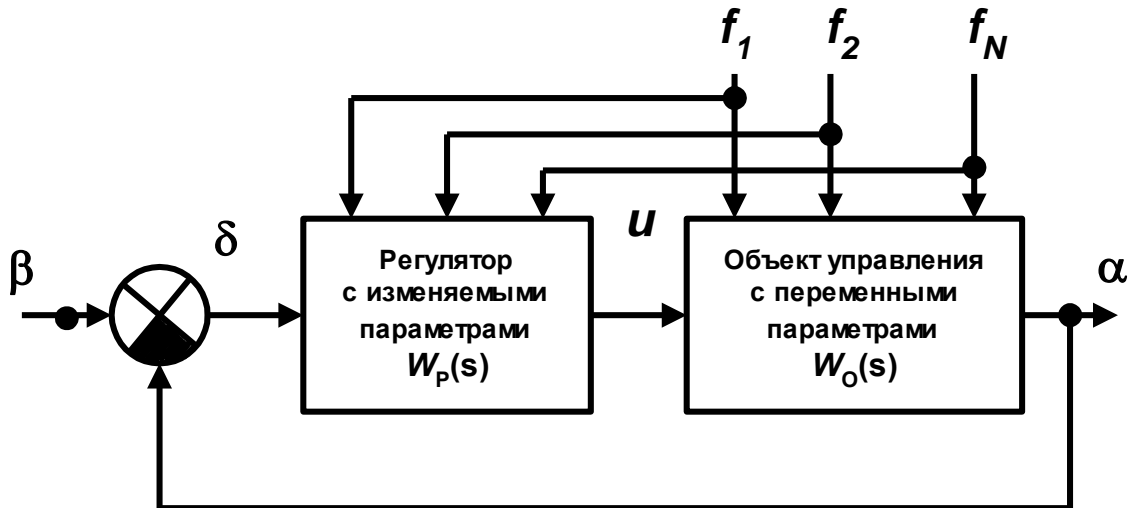 f1 f2 fN
β δ u α
Регулятор
с изменяемыми
параметрами
WP(s)
Объект управления
с переменными
параметрами
WO(s)